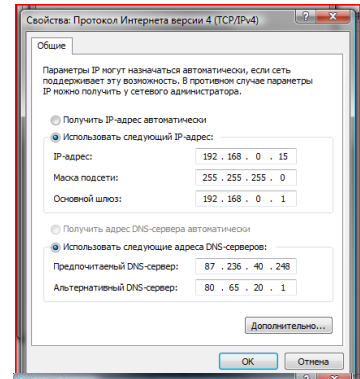 Свойства: Протокол Интернета версии 4 (TCP/IPv4)
Общие
Параметры IP могут назначаться автоматически, если сеть
поддерживает эту возможность. В противном случае параметры
IP можно получить у сетевого администратора.
Получить IP-адрес автоматически
Использовать следующий IP-адрес:
IP-адрес: 192 . 168 . 0 . 15
Маска подсети: 255 . 255 . 255 . 0
Основной шлюз: 192 . 168 . 0 . 1
Получить адрес DNS-сервера автоматически
Использовать следующие адреса DNS-серверов:
Предпочитаемый DNS-сервер: 87 . 236 . 40 . 248
Альтернативный DNS-сервер: 80 . 65 . 20 . 1
Дополнительно...
ОК Отмена